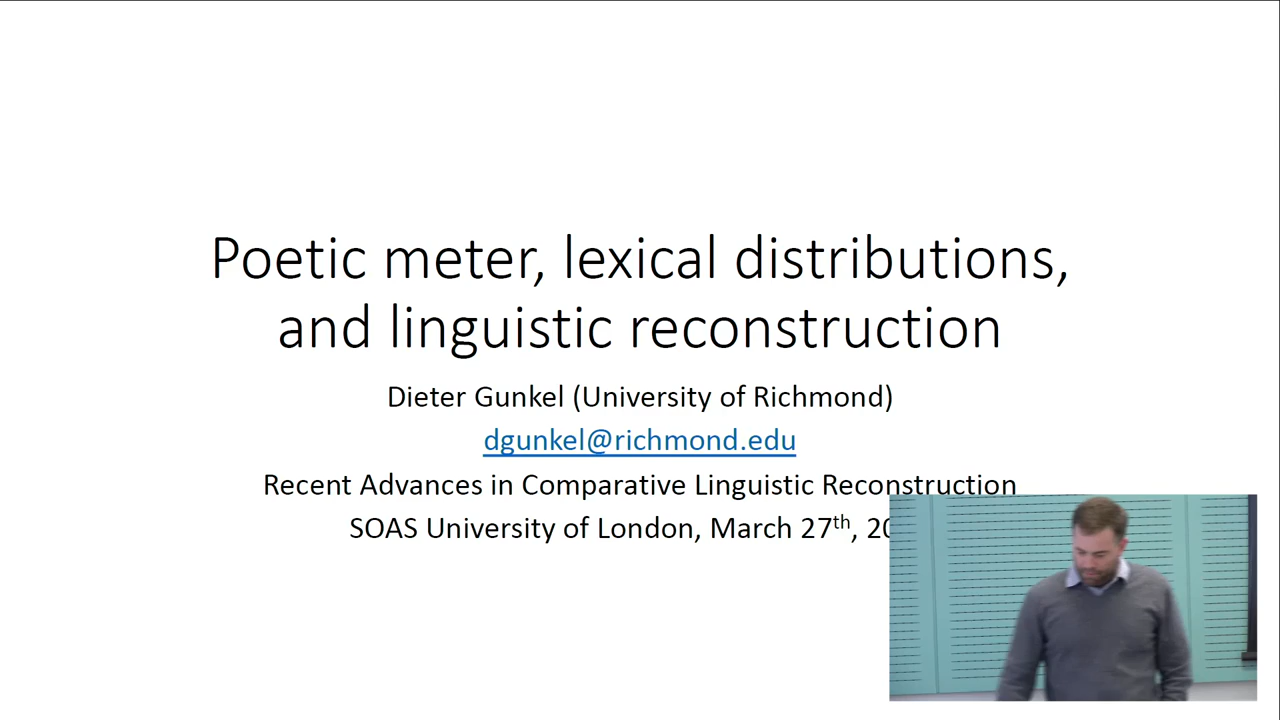 Poetic meter, lexical distributions,
and linguistic reconstruction
Dieter Gunkel (University of Richmond)
dgunkel@richmond.edu
Recent Advances in Comparative Linguistic Reconstruction
SOAS University of London, March 27th,